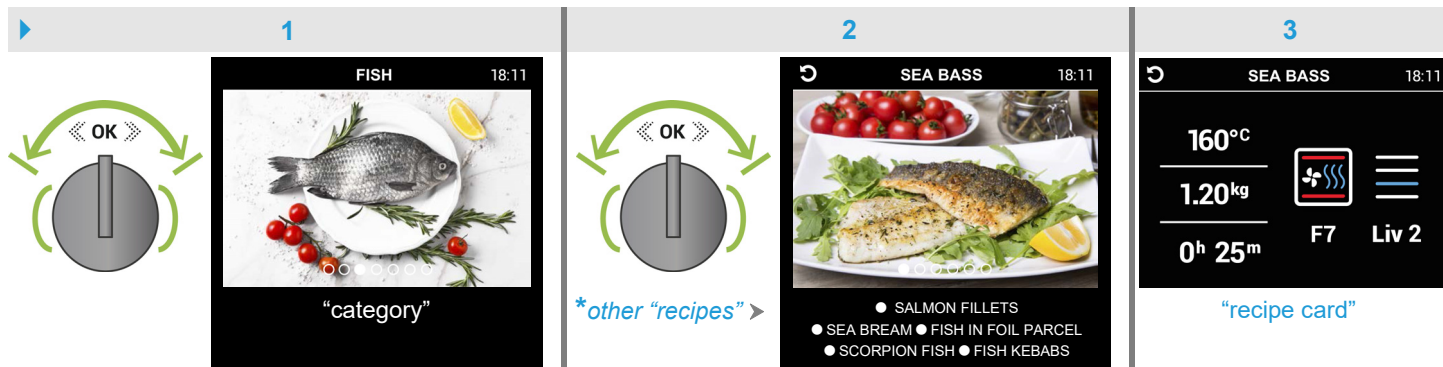 1
2
3
OK
FISH 18:11
“category”
OK
*other “recipes”
SEA BASS 18:11
● SALMON FILLETS
● SEA BREAM ● FISH IN FOIL PARCEL
● SCORPION FISH ● FISH KEBABS
SEA BASS 18:11
160°C
1.20kg
0h 25m
F7
Liv 2
“recipe card”